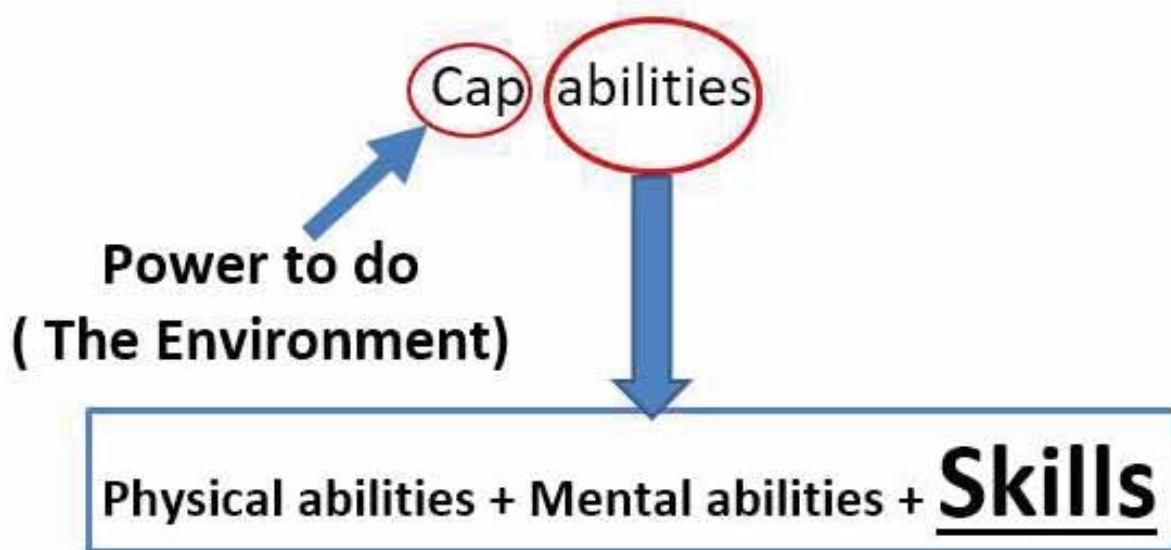 Cap abilities
Power to do
( The Environment)
Physical abilities + Mental abilities + Skills